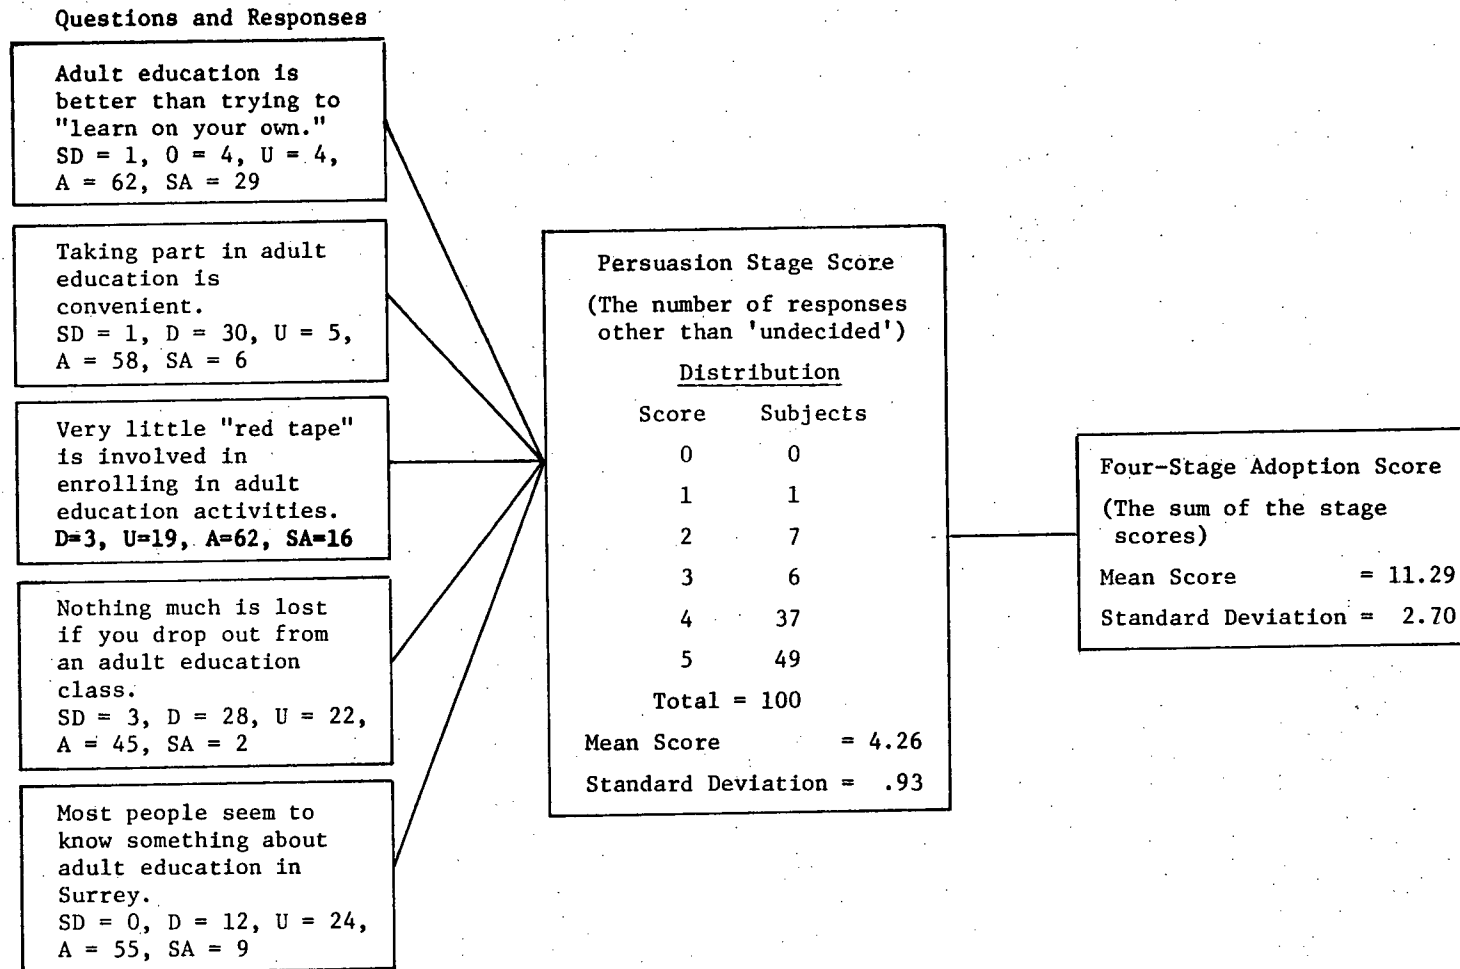 Questions and Responses
Adult education is
better than trying to
"learn on your own."
SD = 1, 0 = 4, U = 4,
A = 62, SA = 29
Taking part in adult
education is
convenient.
SD = 1, D = 30, U = 5,
A = 58, SA = 6
Very little "red tape"
is involved in
enrolling in adult
education activities.
D=3, U=19, A=62, SA=16
Nothing much is lost
if you drop out from
an adult education
class.
SD = 3, D = 28, U = 22,
A = 45, SA = 2
Most people seem to
know something about
adult education in
Surrey.
SD = 0, D = 12, U = 24,
A = 55, SA = 9
Persuasion Stage Score
(The number of responses
other than 'undecided')
Distribution
Score Subjects
0 0
1 1
2 7
3 6
4 37
5 49
Total = 100
Mean Score = 4.26
Standard Deviation = .93
Four-Stage Adoption Score
(The sum of the stage
scores)
Mean Score = 11.29
Standard Deviation = 2.70